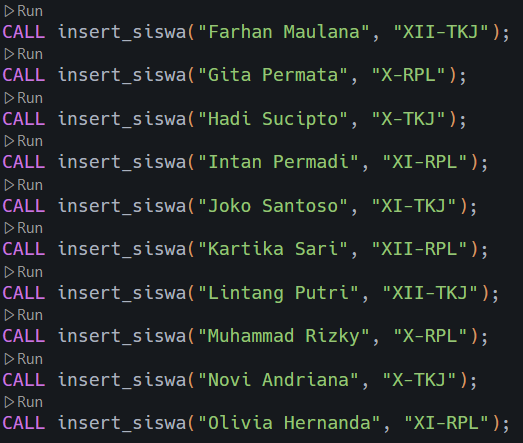 Run
CALL insert_siswa("Farhan Maulana", "XII-TKJ");
Run
CALL insert_siswa("Gita Permata", "X-RPL");
Run
CALL insert_siswa("Hadi Sucipto", "X-TKJ");
Run
CALL insert_siswa("Intan Permadi", "XI-RPL");
Run
CALL insert_siswa("Joko Santoso", "XI-TKJ");
Run
CALL insert_siswa("Kartika Sari", "XII-RPL");
Run
CALL insert_siswa("Lintang Putri", "XII-TKJ");
Run
CALL insert_siswa("Muhammad Rizky", "X-RPL");
Run
CALL insert_siswa("Novi Andriana", "X-TKJ");
Run
CALL insert_siswa("Olivia Hernanda", "XI-RPL");